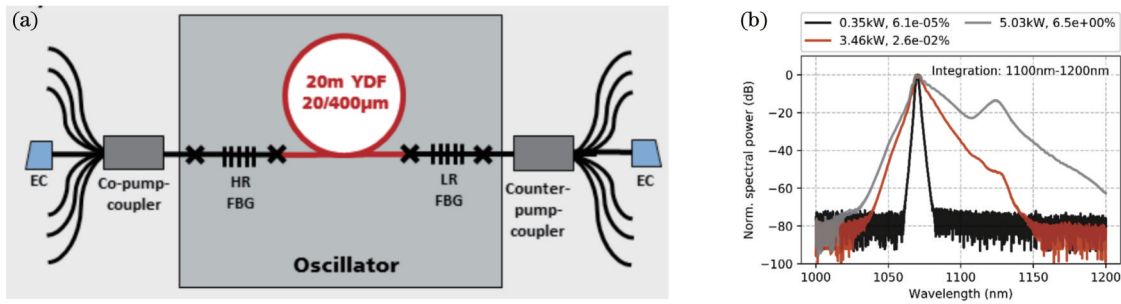 (a)
20m YDF
20/400μm
EC
Co-pump-
coupler
HR
FBG
LR
FBG
Counter-
pump-
coupler
EC
Oscillator
(b)
0.35kW, 6.1e-05%
3.46kW, 2.6e-02%
5.03kW, 6.5e+00%
Integration: 1100nm-1200nm
Norm. spectral power (dB)
0
−20
−40
−60
−80
−100
1000
1050
1100
1150
1200
Wavelength (nm)